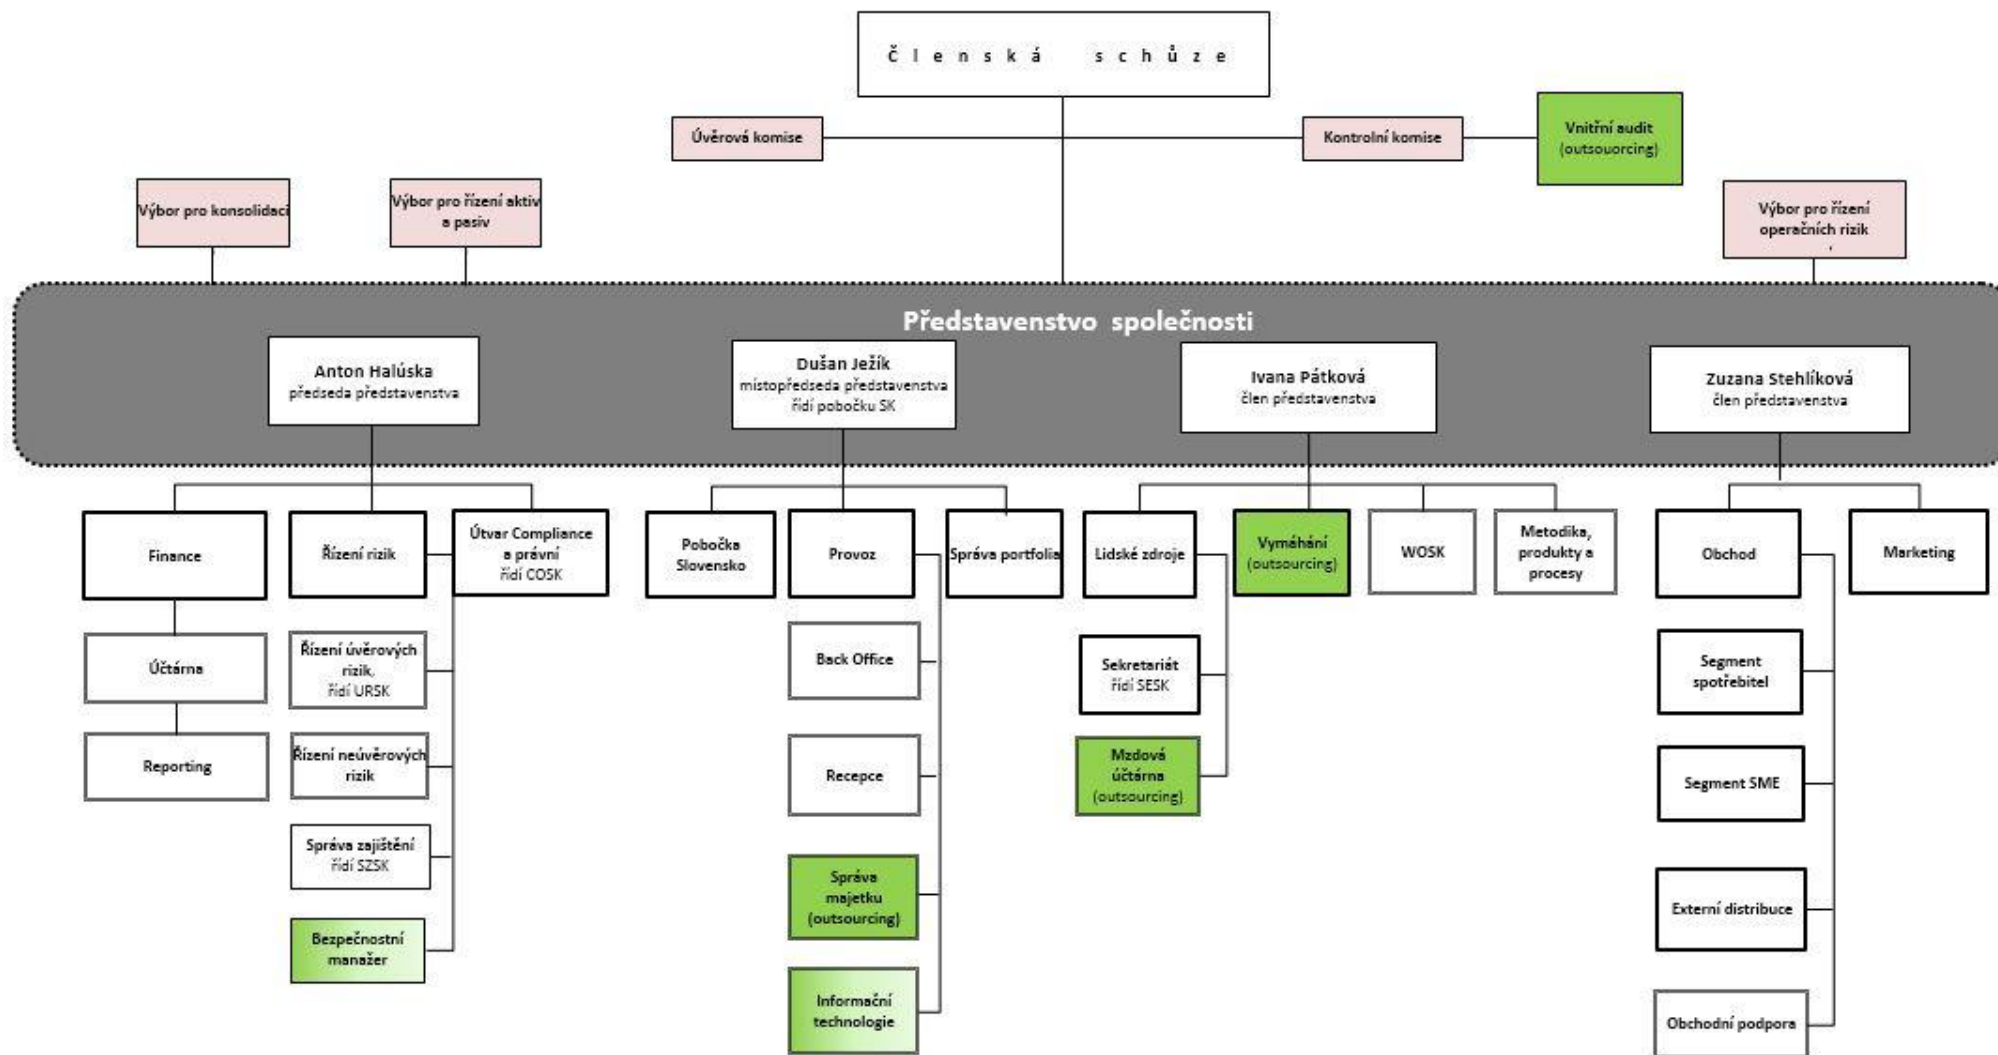 Členská schůze
Úvěrová komise
Kontrolní komise
Vnitřní audit
(outsouorcing)
Výbor pro konsolidaci
Výbor pro řízení aktiv
a pasiv
Výbor pro řízení
operačních rizik
Představenstvo společnosti
Anton Halúska
předseda představenstva
Dušan Ježík
místopředseda představenstva
řídí pobočku SK
Ivana Pátková
člen představenstva
Zuzana Stehlíková
člen představenstva
Finance
Řízení rizik
Útvar Compliance
a právní
řídí COSK
Pobočka
Slovensko
Provoz
Správa portfolia
Lidské zdroje
Vymáhání
(outsourcing)
WOSK
Metodika,
produkty a
procesy
Obchod
Marketing
Účtárna
Řízení úvěrových
rizik,
řídí URSK
Back Office
Sekretariát
řídí SESK
Segment
spotřebitel
Reporting
Řízení neúvěrových
rizik
Recepce
Mzdová
účtárna
(outsourcing)
Segment SME
Správa zajištění
řídí SZSK
Správa
majetku
(outsourcing)
Externí distribuce
Bezpečnostní
manažer
Informační
technologie
Obchodní podpora